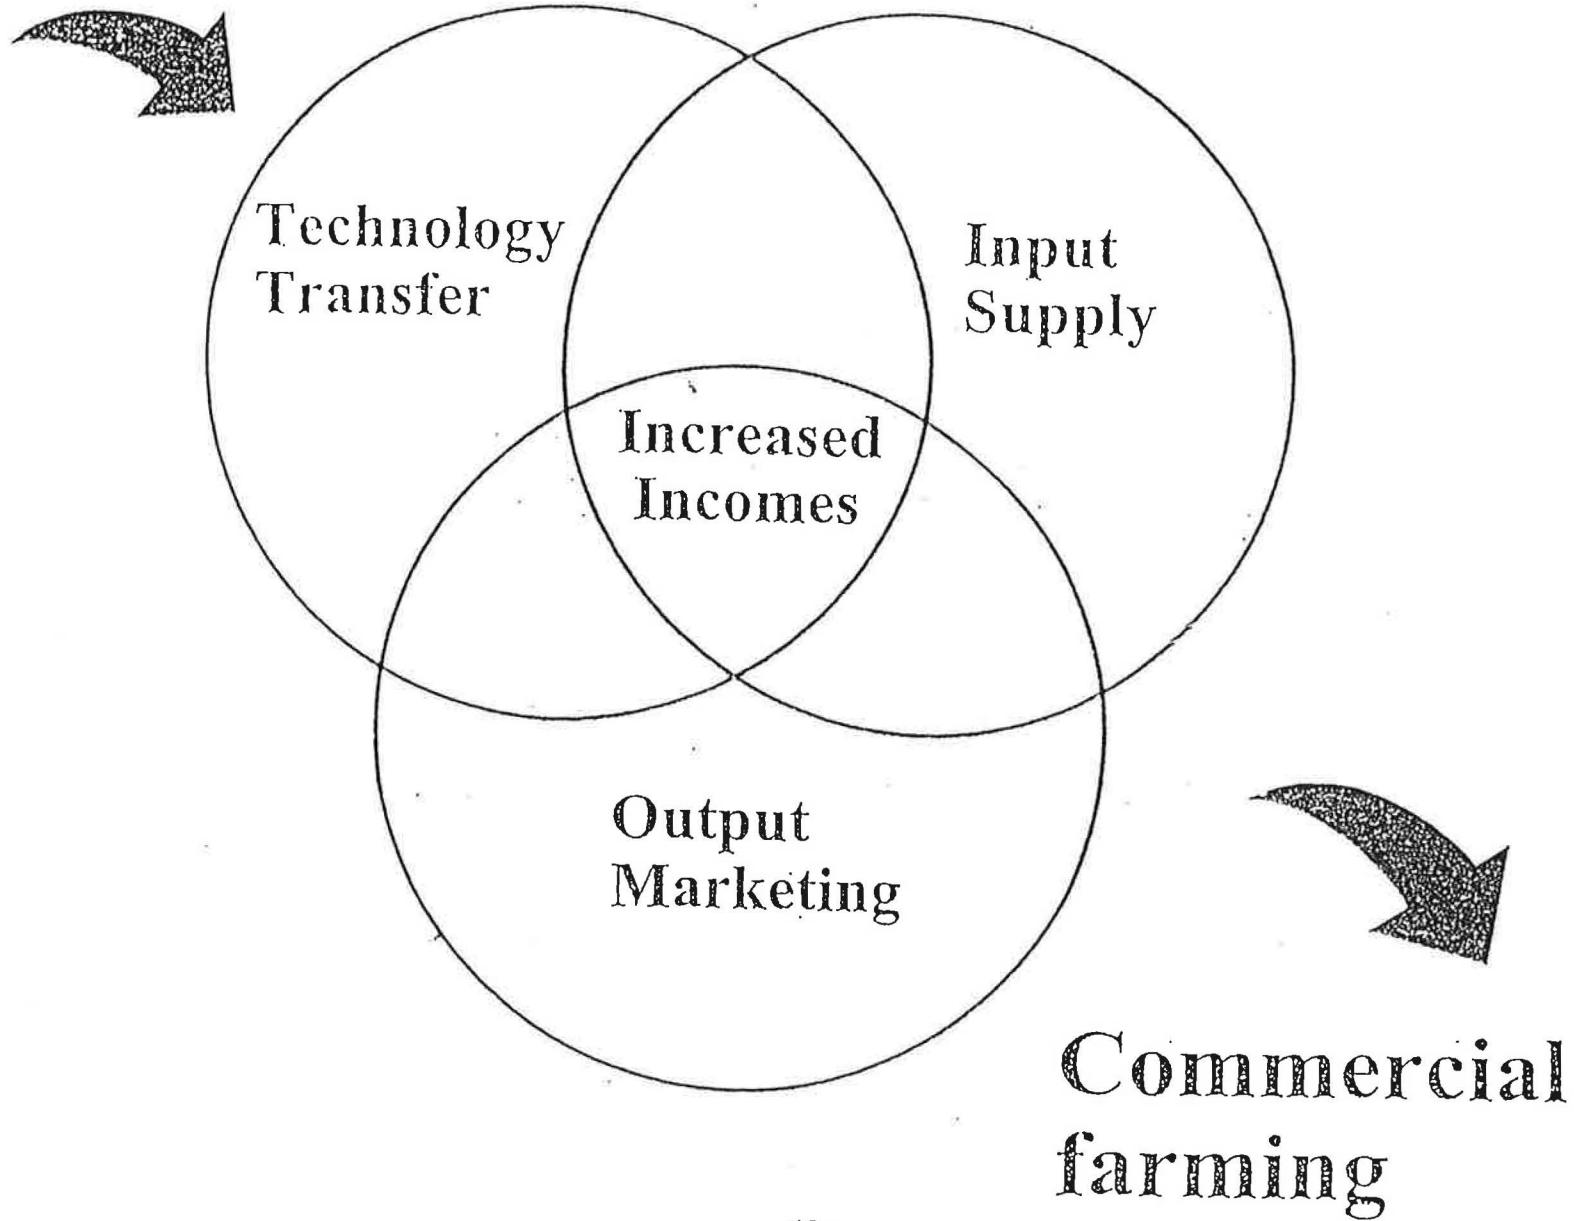 Technology
Transfer
Input
Supply
Increased
Incomes
Output
Marketing
Commercial
farming